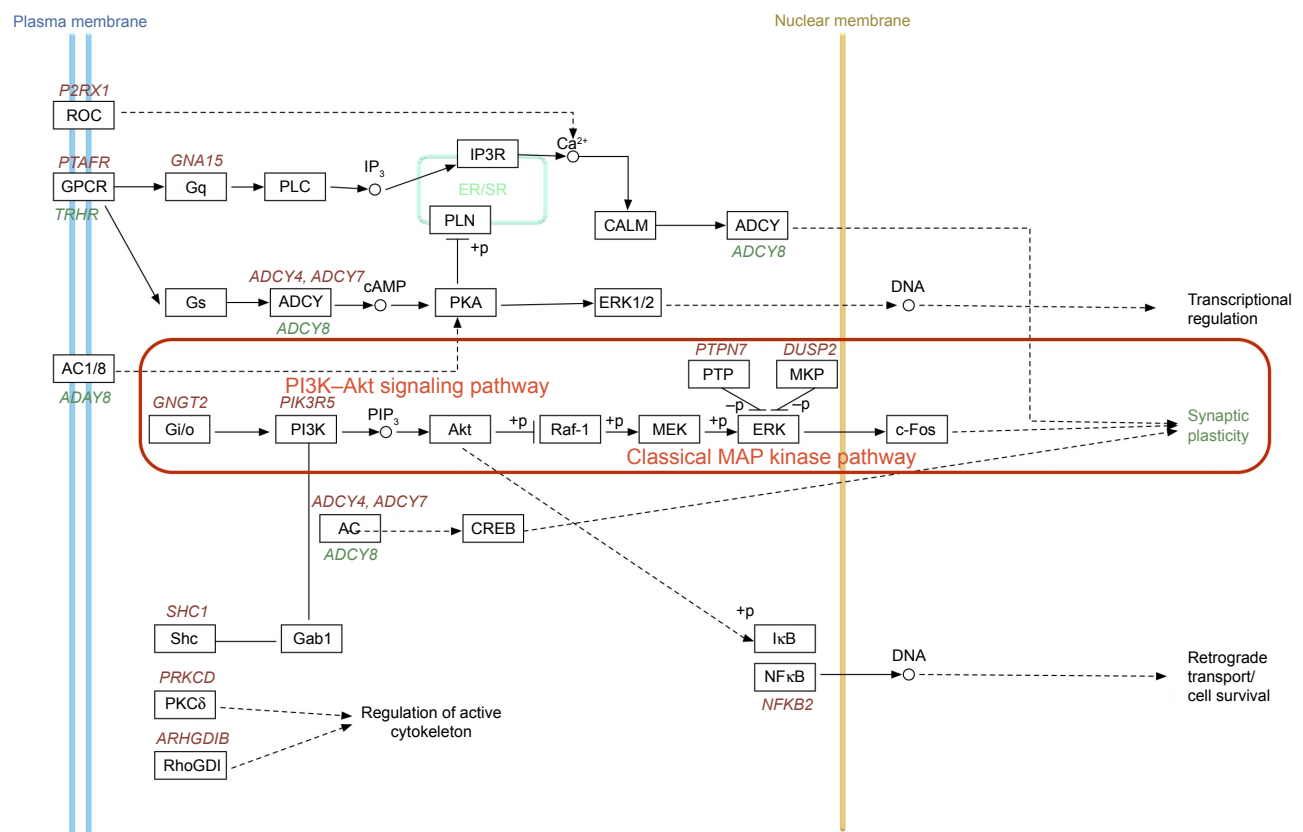 Plasma membrane
Nuclear membrane
P2RX1
ROC
Ca2+
PTAFR
GPCR
TRHR
GNA15
Gq
PLC
IP3
IP3R
ER/SR
PLN
+p
CALM
ADCY
ADCY8
Gs
ADCY4, ADCY7
ADCY
ADCY8
cAMP
PKA
ERK1/2
DNA
Transcriptional
regulation
AC1/8
ADAY8
PI3K–Akt signaling pathway
PTPN7
PTP
DUSP2
MKP
–p
–p
GNGT2
Gi/o
PIK3R5
PI3K
PIP3
Akt
+p
Raf-1
+p
MEK
+p
ERK
c-Fos
Synaptic
plasticity
Classical MAP kinase pathway
ADCY4, ADCY7
AC
ADCY8
CREB
SHC1
Shc
Gab1
+p
IκB
NFκB
NFKB2
DNA
Retrograde
transport/
cell survival
PRKCD
PKCδ
Regulation of active
cytokeleton
ARHGDIB
RhoGDI